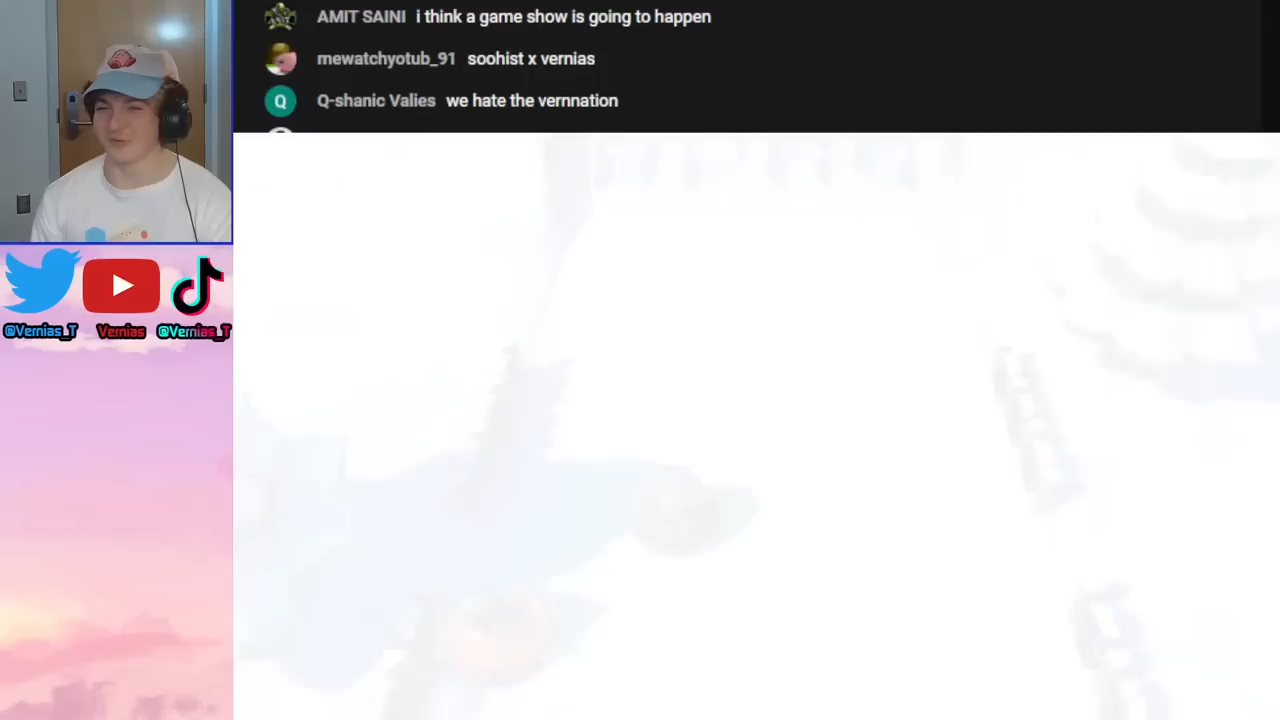 AMIT SAINI i think a game show is going to happen
mewatchyotub_91 soohist x vernias
Q Q-shanic Valies we hate the vernnation
@Vernias_T Vernias @Vernias_T